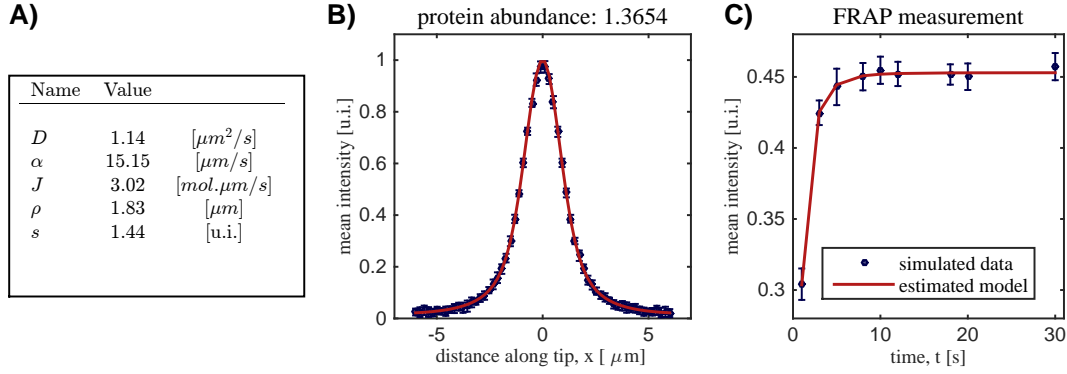 A)
Name Value
D 1.14 [μm²/s]
α 15.15 [μm/s]
J 3.02 [mol.μm/s]
ρ 1.83 [μm]
s 1.44 [u.i.]
B)
protein abundance: 1.3654
mean intensity [u.i.]
1
0.8
0.6
0.4
0.2
0
-5 0 5
distance along tip, x [ μm]
C)
FRAP measurement
mean intensity [u.i.]
0.45
0.4
0.35
0.3
simulated data
estimated model
0 10 20 30
time, t [s]